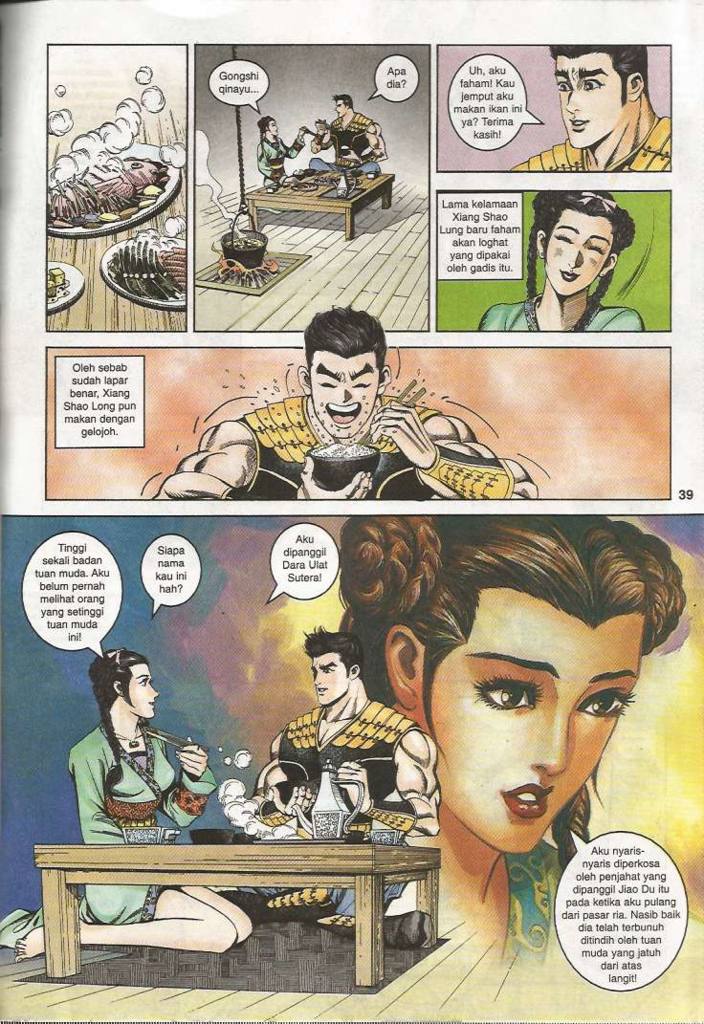 Gongshi
qinayu...
Apa
dia?
Uh, aku
faham! Kau
jemput aku
makan ikan ini
ya? Terima
kasih!
Lama kelamaan
Xiang Shao
Lung baru faham
akan loghat
yang dipakai
oleh gadis itu.
Oleh sebab
sudah lapar
benar, Xiang
Shao Long pun
makan dengan
gelojoh.
39
Tinggi
sekali badan
tuan muda. Aku
belum pernah
melihat orang
yang setinggi
tuan muda
ini!
Siapa
nama
kau ini
hah?
Aku
dipanggil
Dara Ulat
Sutera!
Aku nyaris-
nyaris diperkosa
oleh penjahat yang
dipanggil Jiao Du itu
pada ketika aku pulang
dari pasar ria. Nasib baik
dia telah terbunuh
ditindih oleh tuan
muda yang jatuh
dari atas
langit!